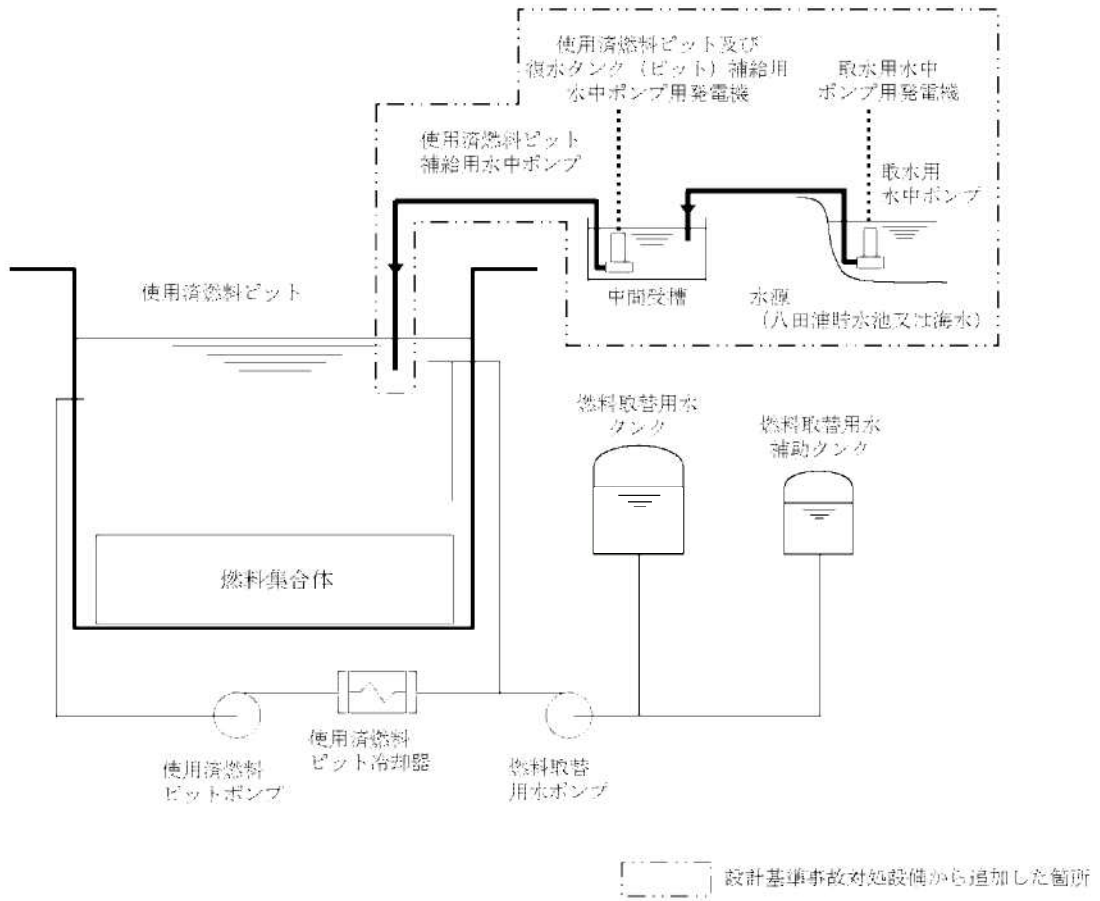 使用済燃料ピット及び
復水タンク（ピット）補給用
水中ポンプ用発電機
取水用水中
ポンプ用発電機
使用済燃料ピット
補給用水中ポンプ
取水用
水中ポンプ
使用済燃料ピット
中間受槽
水源
（八田浦貯水池又は海水）
燃料取替用水
タンク
燃料取替用水
補助タンク
燃料集合体
使用済燃料
ピットポンプ
使用済燃料
ピット冷却器
燃料取替
用水ポンプ
設計基準事故対処設備から追加した箇所